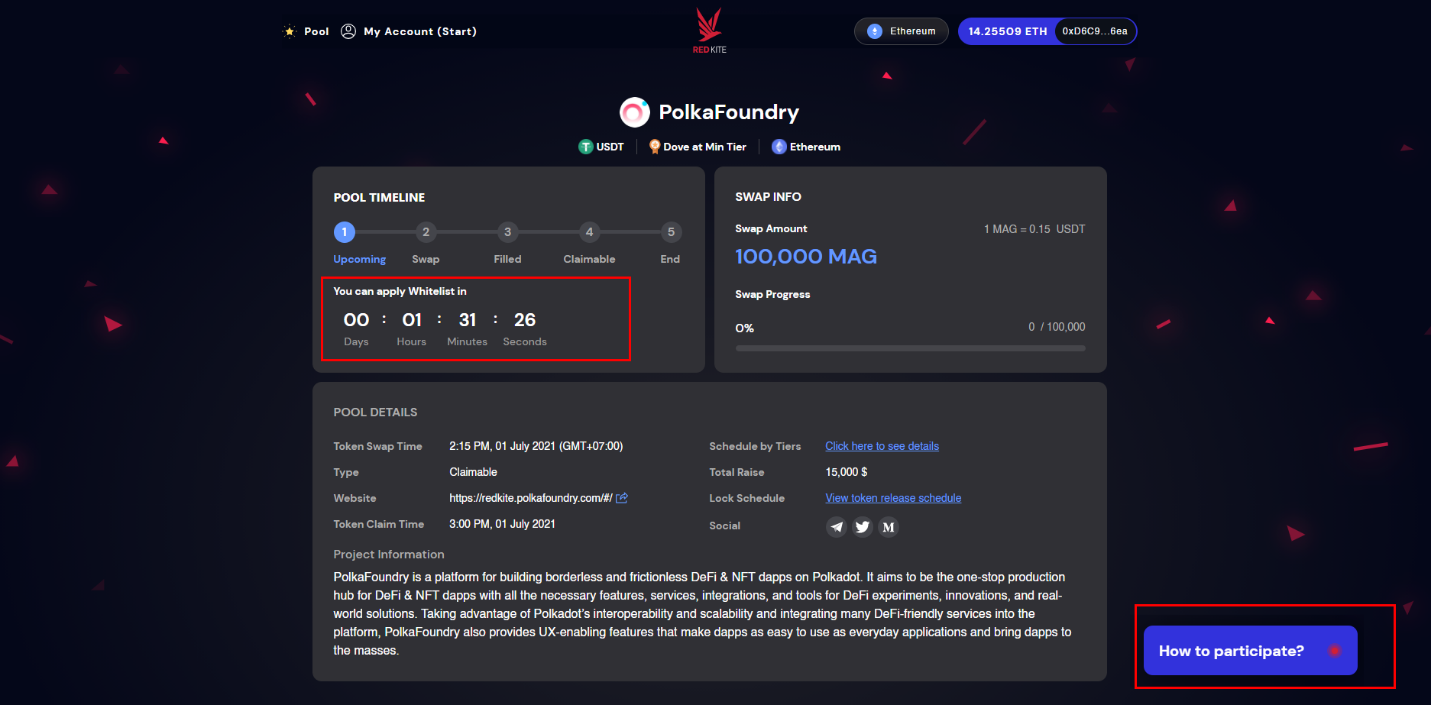 Pool My Account (Start)
REDKITE
Ethereum 14.25509 ETH 0xD6C9...6ea
PolkaFoundry
T USDT Dove at Min Tier Ethereum
POOL TIMELINE
1 2 3 4 5
Upcoming Swap Filled Claimable End
You can apply Whitelist in
00 : 01 : 31 : 26
Days Hours Minutes Seconds
SWAP INFO
Swap Amount 1 MAG = 0.15 USDT
100,000 MAG
Swap Progress
0% 0 / 100,000
POOL DETAILS
Token Swap Time 2:15 PM, 01 July 2021 (GMT+07:00)
Type Claimable
Website https://redkite.polkafoundry.com/#/
Token Claim Time 3:00 PM, 01 July 2021
Schedule by Tiers Click here to see details
Total Raise 15,000 $
Lock Schedule View token release schedule
Social M
Project Information
PolkaFoundry is a platform for building borderless and frictionless DeFi & NFT dapps on Polkadot. It aims to be the one-stop production
hub for DeFi & NFT dapps with all the necessary features, services, integrations, and tools for DeFi experiments, innovations, and real-
world solutions. Taking advantage of Polkadot's interoperability and scalability and integrating many DeFi-friendly services into the
platform, PolkaFoundry also provides UX-enabling features that make dapps as easy to use as everyday applications and bring dapps to
the masses.
How to participate?